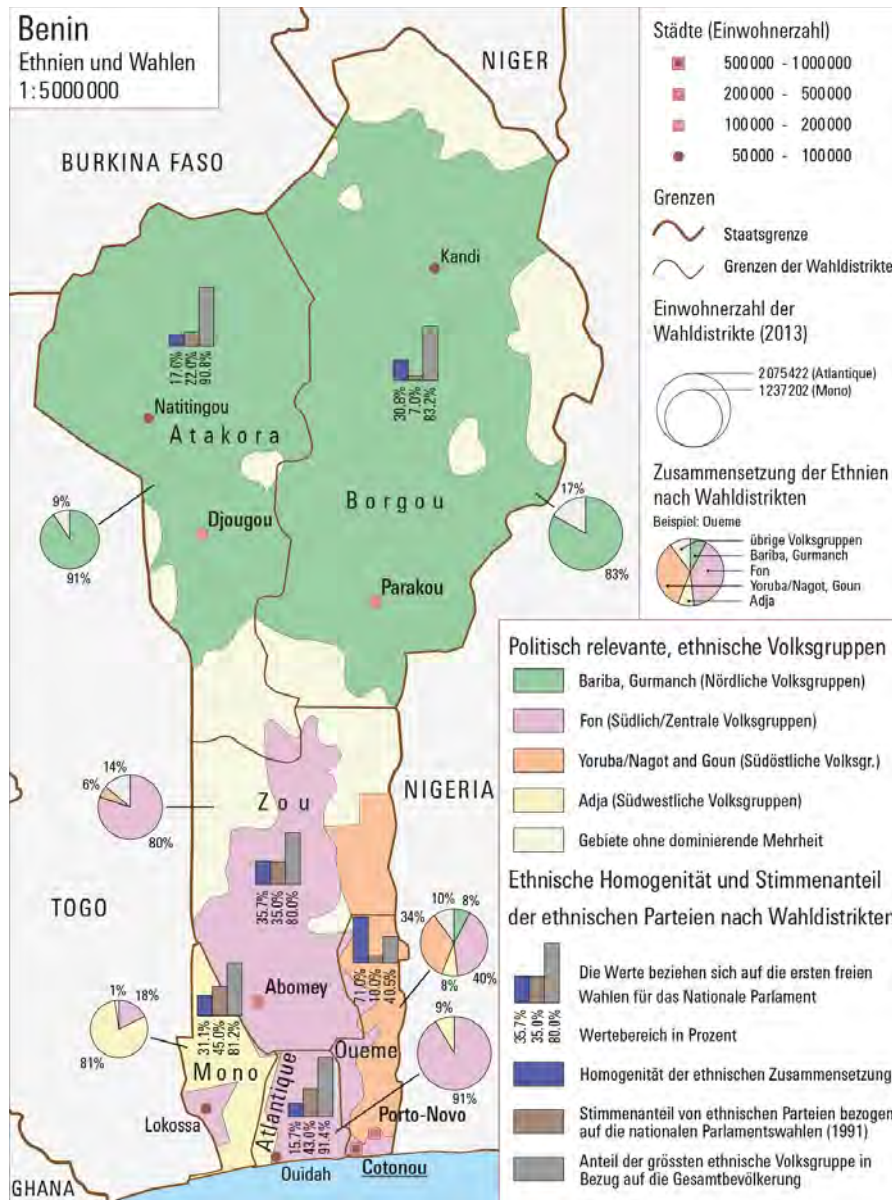 Benin
Ethnien und Wahlen
1:5000000
NIGER
BURKINA FASO
Kandi
17.6%
22.0%
90.8%
30.8%
7.0%
83.2%
Natitingou
Atakora
Borgou
9%
91%
Djougou
17%
83%
Parakou
14%
6%
80%
Zou
NIGERIA
35.7%
35.0%
80.0%
TOGO
34%
10%
8%
40%
8%
71.0%
10.0%
40.5%
Abomey
1%
18%
81%
31.1%
45.0%
81.2%
Mono
Oueme
9%
91%
Atlantique
15.7%
43.0%
91.4%
Lokossa
Porto-Novo
Ouidah
Cotonou
GHANA
Städte (Einwohnerzahl)
500000 - 1000000
200000 - 500000
100000 - 200000
50000 - 100000
Grenzen
Staatsgrenze
Grenzen der Wahldistrikte
Einwohnerzahl der
Wahldistrikte (2013)
2075422 (Atlantique)
1237202 (Mono)
Zusammensetzung der Ethnien
nach Wahldistrikten
Beispiel: Oueme
übrige Volksgruppen
Bariba, Gurmanch
Fon
Yoruba/Nagot, Goun
Adja
Politisch relevante, ethnische Volksgruppen
Bariba, Gurmanch (Nördliche Volksgruppen)
Fon (Südlich/Zentrale Volksgruppen)
Yoruba/Nagot and Goun (Südöstliche Volksgr.)
Adja (Südwestliche Volksgruppen)
Gebiete ohne dominierende Mehrheit
Ethnische Homogenität und Stimmenanteil
der ethnischen Parteien nach Wahldistrikten
35.7%
35.0%
80.0%
Die Werte beziehen sich auf die ersten freien
Wahlen für das Nationale Parlament
Wertebereich in Prozent
Homogenität der ethnischen Zusammensetzung
Stimmenanteil von ethnischen Parteien bezogen
auf die nationalen Parlamentswahlen (1991)
Anteil der grössten ethnische Volksgruppe in
Bezug auf die Gesamtbevölkerung